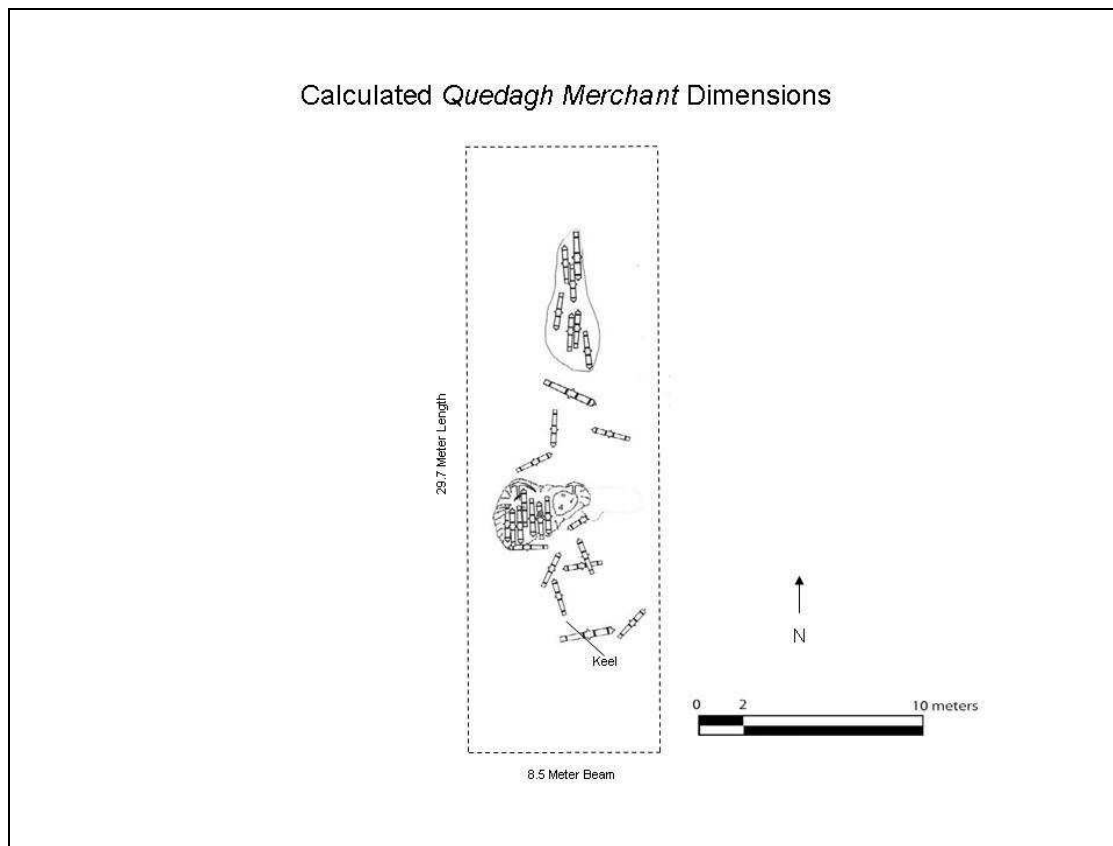 Calculated Quedagh Merchant Dimensions
29.7 Meter Length
N
Keel
0 2 10 meters
8.5 Meter Beam